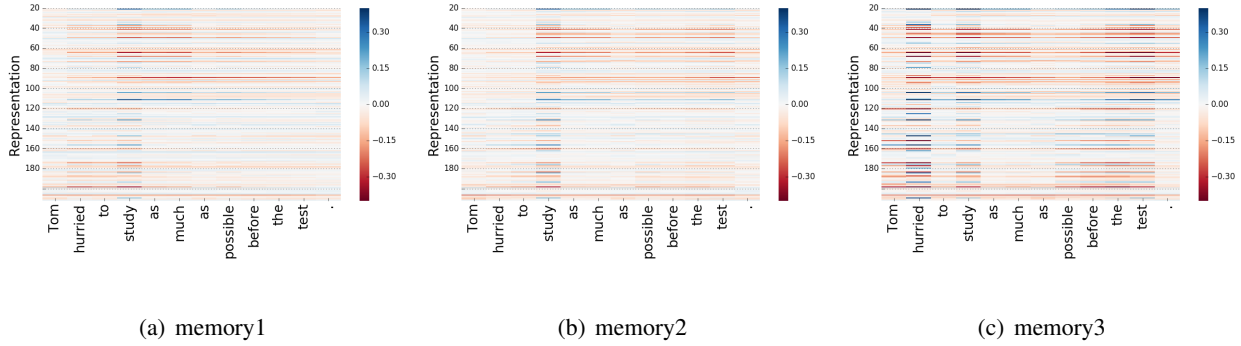 20
40
60
80
100
120
140
160
180
Representation
Tom
hurried
to
study
as
much
as
possible
before
the
test
.
0.30
0.15
0.00
−0.15
−0.30
(a) memory1
20
40
60
80
100
120
140
160
180
Representation
Tom
hurried
to
study
as
much
as
possible
before
the
test
.
0.30
0.15
0.00
−0.15
−0.30
(b) memory2
20
40
60
80
100
120
140
160
180
Representation
Tom
hurried
to
study
as
much
as
possible
before
the
test
.
0.30
0.15
0.00
−0.15
−0.30
(c) memory3